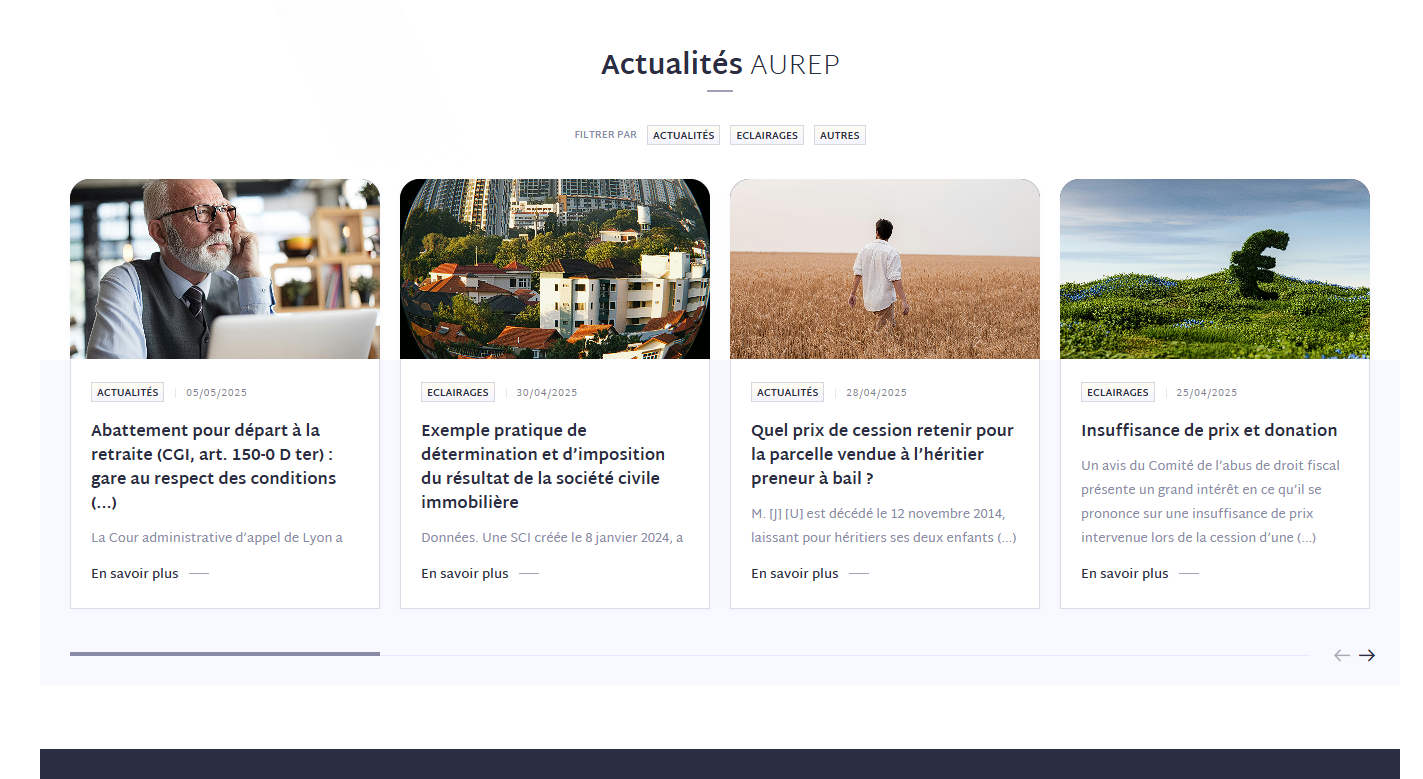 Actualités AUREP
FILTRER PAR ACTUALITÉS ECLAIRAGES AUTRES
ACTUALITÉS 05/05/2025
Abattement pour départ à la
retraite (CGI, art. 150-0 D ter) :
gare au respect des conditions
(...)
La Cour administrative d’appel de Lyon a
En savoir plus
ECLAIRAGES 30/04/2025
Exemple pratique de
détermination et d’imposition
du résultat de la société civile
immobilière
Données. Une SCI créée le 8 janvier 2024, a
En savoir plus
ACTUALITÉS 28/04/2025
Quel prix de cession retenir pour
la parcelle vendue à l’héritier
preneur à bail ?
M. [J] [U] est décédé le 12 novembre 2014,
laissant pour héritiers ses deux enfants (...)
En savoir plus
ECLAIRAGES 25/04/2025
Insuffisance de prix et donation
Un avis du Comité de l’abus de droit fiscal
présente un grand intérêt en ce qu’il se
prononce sur une insuffisance de prix
intervenue lors de la cession d’une (...)
En savoir plus